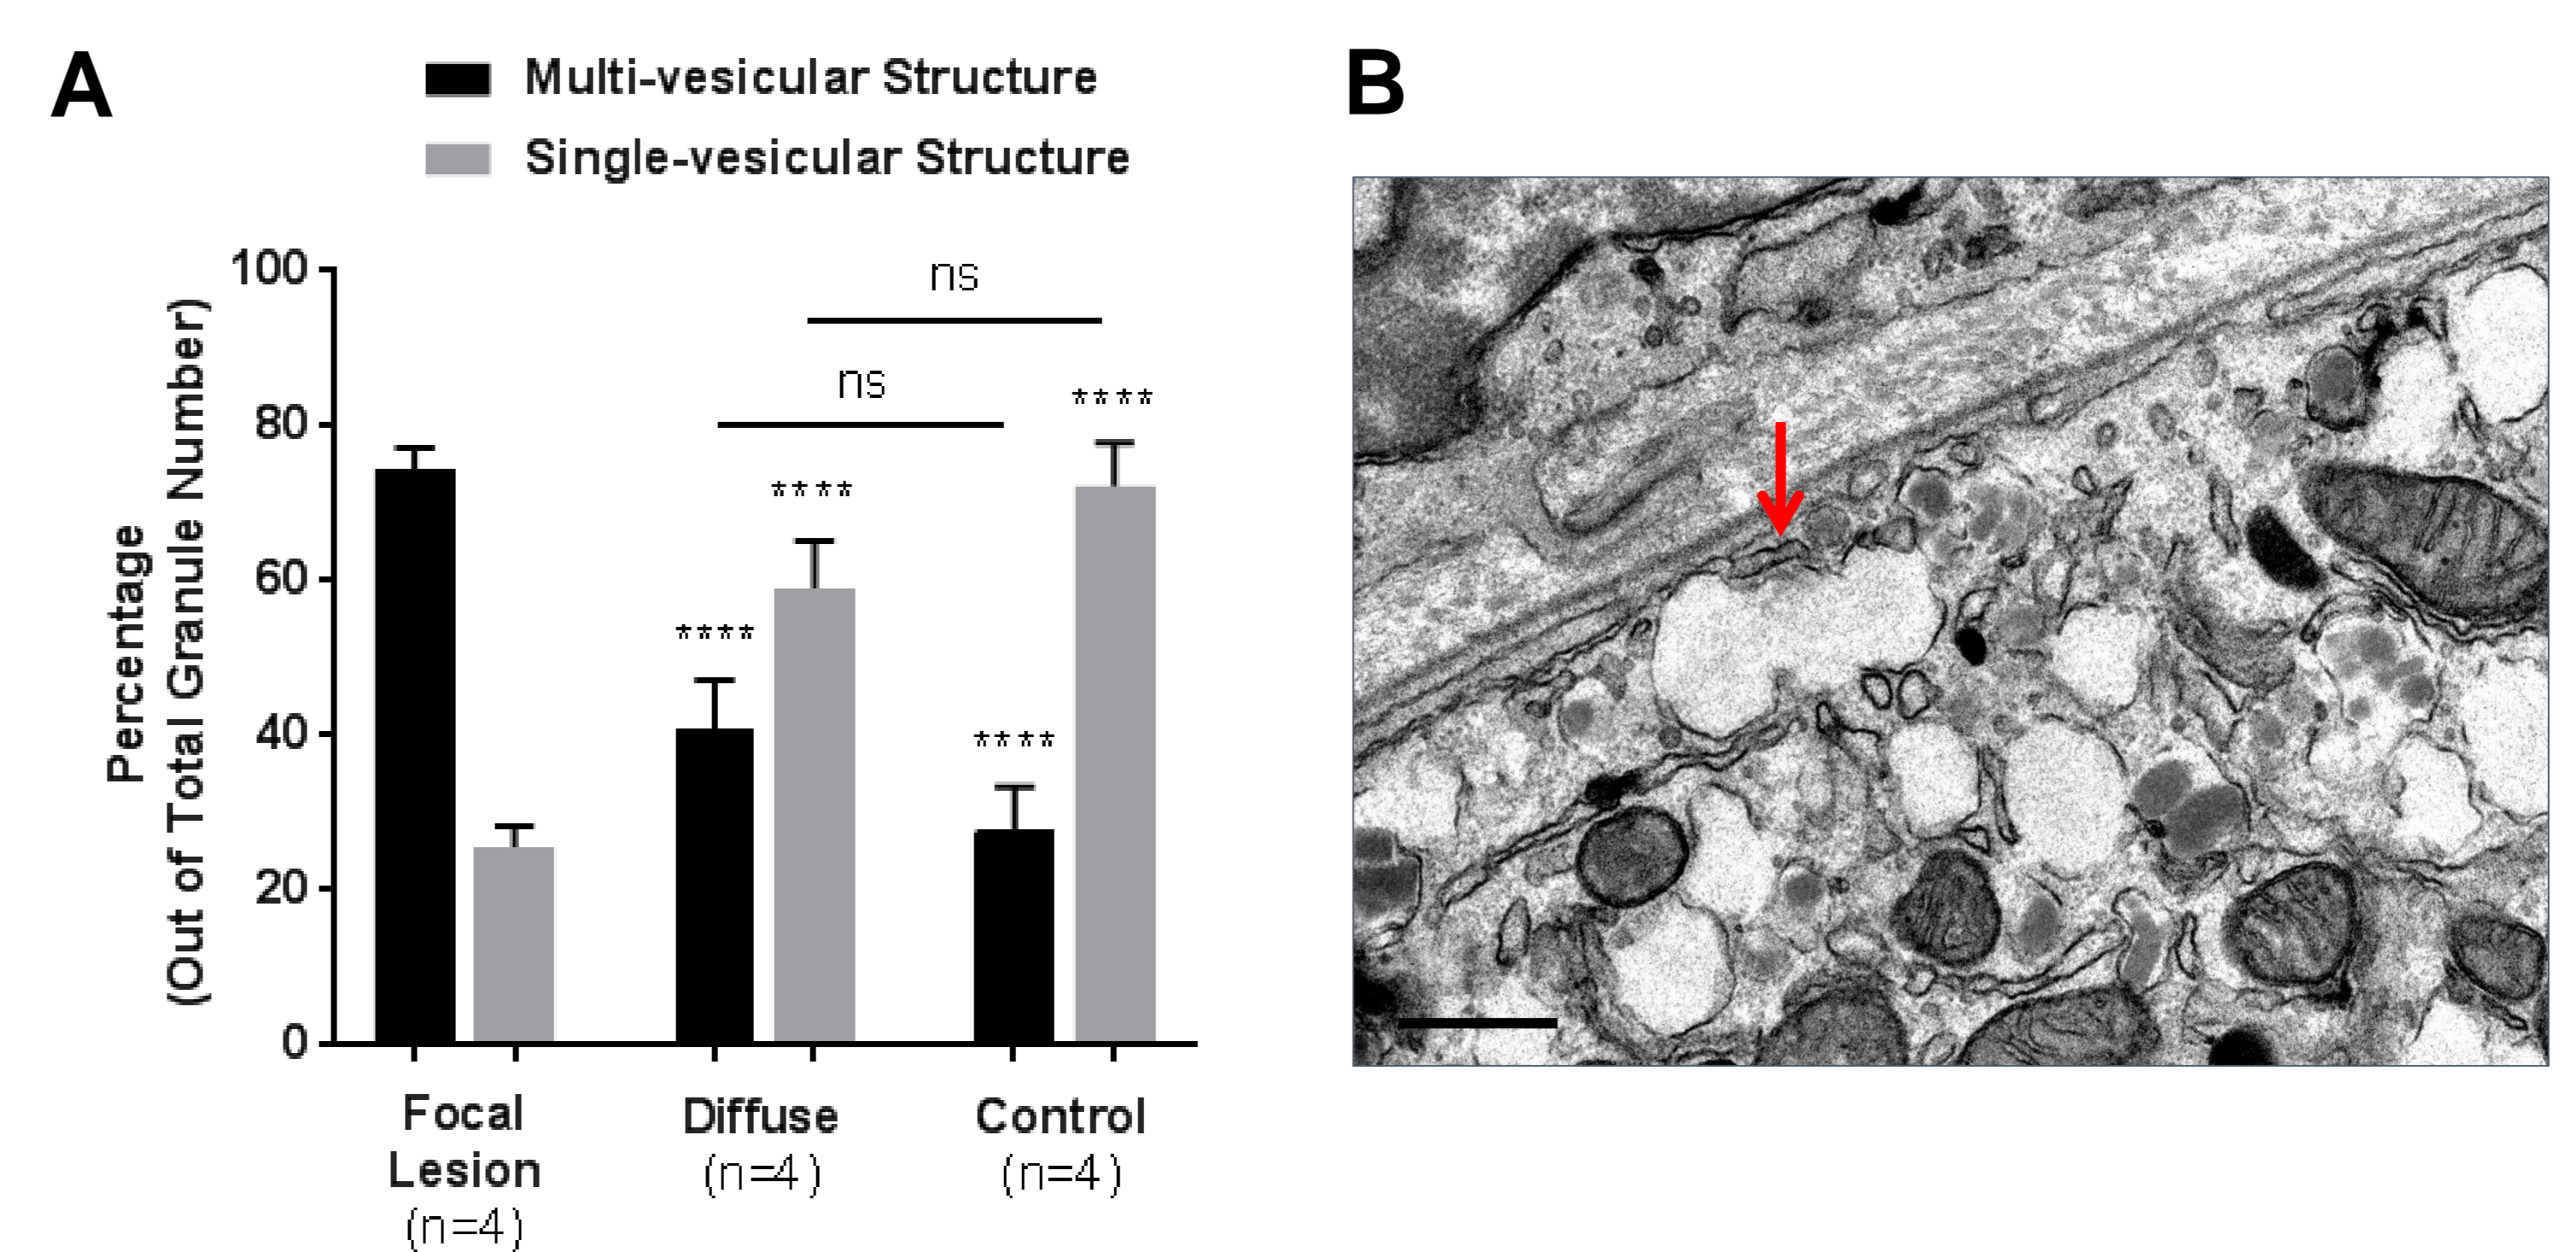 A
Multi-vesicular Structure
Single-vesicular Structure
Percentage
(Out of Total Granule Number)
100
80
60
40
20
0
ns
ns
****
****
****
****
Focal
Lesion
(n=4)
Diffuse
(n=4)
Control
(n=4)
B